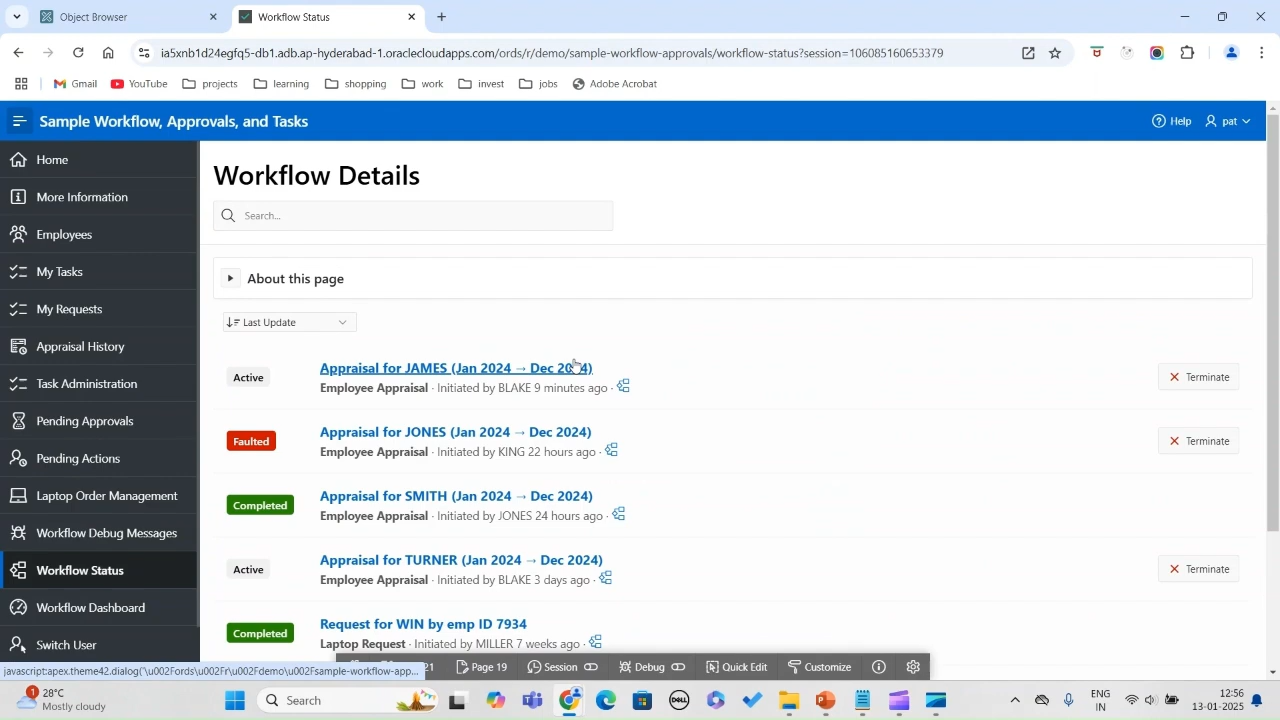 Object Browser
Workflow Status
ia5xnb1d24egfq5-db1.adb.ap-hyderabad-1.oraclecloudapps.com/ords/r/demo/sample-workflow-approvals/workflow-status?session=106085160653379
Gmail YouTube projects learning shopping work invest jobs Adobe Acrobat
Sample Workflow, Approvals, and Tasks
Help pat
Home
More Information
Employees
My Tasks
My Requests
Appraisal History
Task Administration
Pending Approvals
Pending Actions
Laptop Order Management
Workflow Debug Messages
Workflow Status
Workflow Dashboard
Switch User
Workflow Details
Search...
About this page
Last Update
Active
Appraisal for JAMES (Jan 2024 → Dec 2024)
Employee Appraisal · Initiated by BLAKE 9 minutes ago ·
Terminate
Faulted
Appraisal for JONES (Jan 2024 → Dec 2024)
Employee Appraisal · Initiated by KING 22 hours ago ·
Terminate
Completed
Appraisal for SMITH (Jan 2024 → Dec 2024)
Employee Appraisal · Initiated by JONES 24 hours ago ·
Active
Appraisal for TURNER (Jan 2024 → Dec 2024)
Employee Appraisal · Initiated by BLAKE 3 days ago ·
Terminate
Completed
Request for WIN by emp ID 7934
Laptop Request · Initiated by MILLER 7 weeks ago ·
21 Page 19 Session Debug Quick Edit Customize
javascript:apex.theme42.dialog('\u002Fords\u002Fr\u002Fdemo\u002Fsample-workflow-app...
1
28°C
Mostly cloudy
Search
DELL
ENG
IN
12:56
13-01-2025